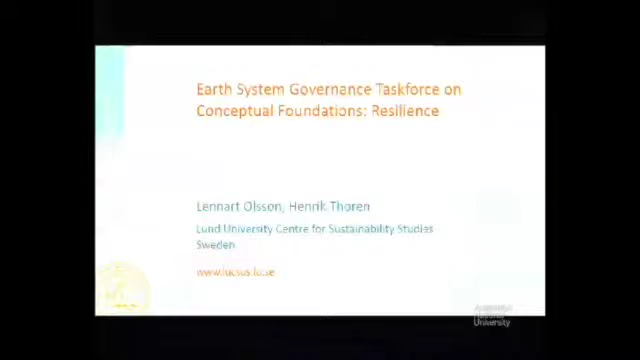 Earth System Governance Taskforce on
Conceptual Foundations: Resilience
Lennart Olsson, Henrik Thoren
Lund University Centre for Sustainability Studies
Sweden
www.lucsus.lu.se
Australian
National
University